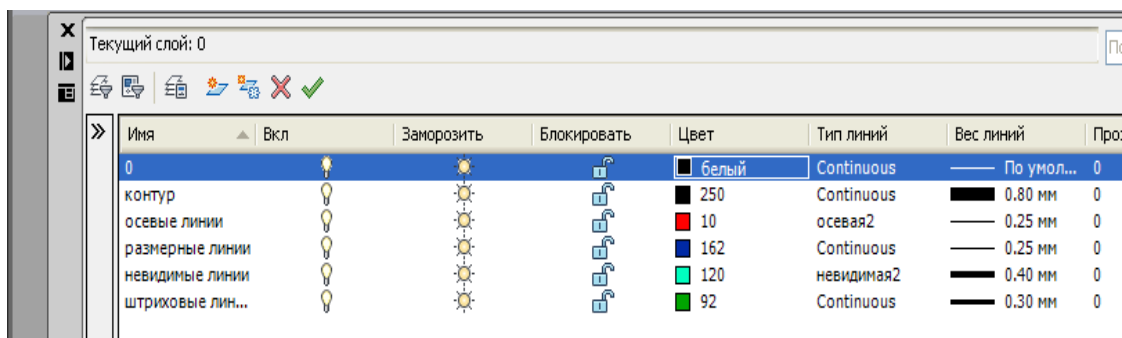 Текущий слой: 0
По
Имя Вкл Заморозить Блокировать Цвет Тип линий Вес линий Про
0 белый Continuous По умол... 0
контур 250 Continuous 0.80 мм 0
осевые линии 10 осевая2 0.25 мм 0
размерные линии 162 Continuous 0.25 мм 0
невидимые линии 120 невидимая2 0.40 мм 0
штриховые лин... 92 Continuous 0.30 мм 0